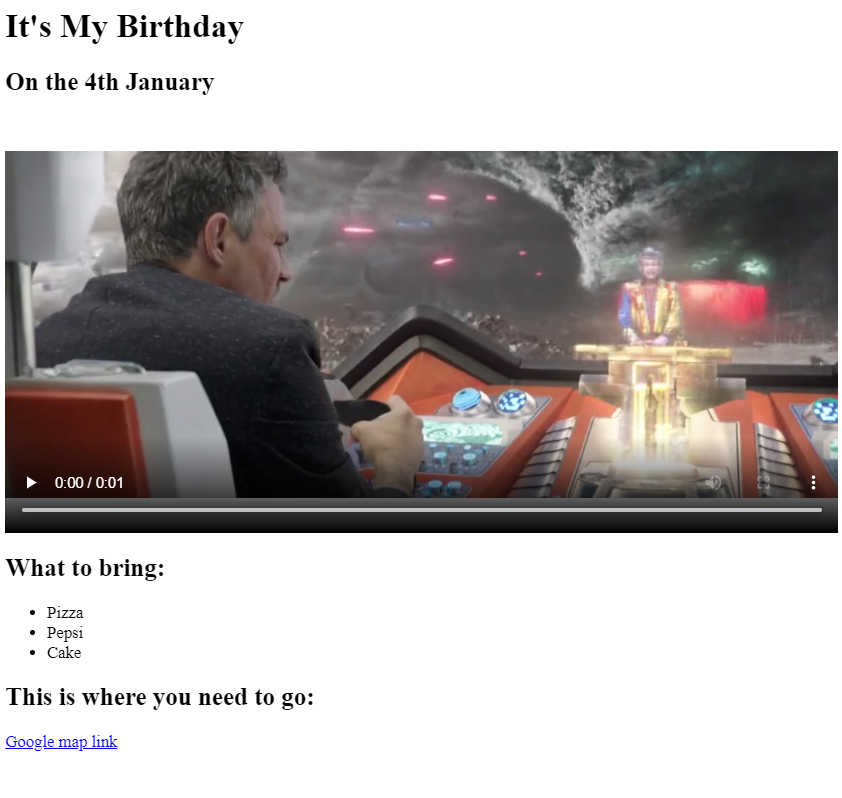 It's My Birthday
On the 4th January
0:00 / 0:01
What to bring:
Pizza
Pepsi
Cake
This is where you need to go:
Google map link